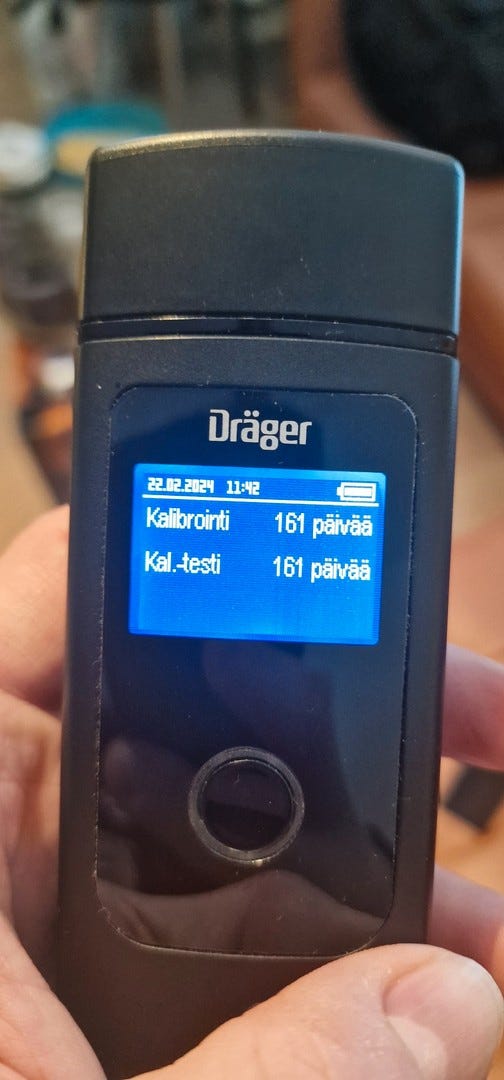 Dräger
22.02.2024 11:42
Kalibrointi 161 päivää
Kal.-testi 161 päivää